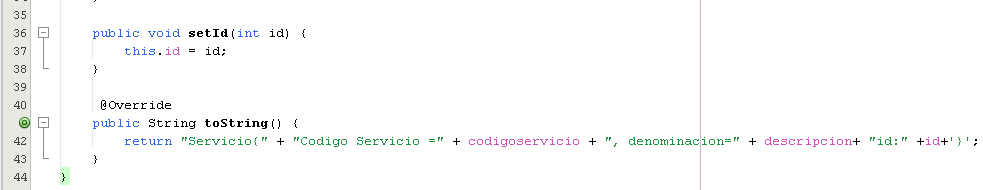 35
36 public void setId(int id) {
37 this.id = id;
38 }
39
40 @Override
public String toString() {
42 return "Servicio{" + "Codigo Servicio =" + codigoservicio + ", denominacion=" + descripcion+ "id:" +id+'}';
43 }
44 }